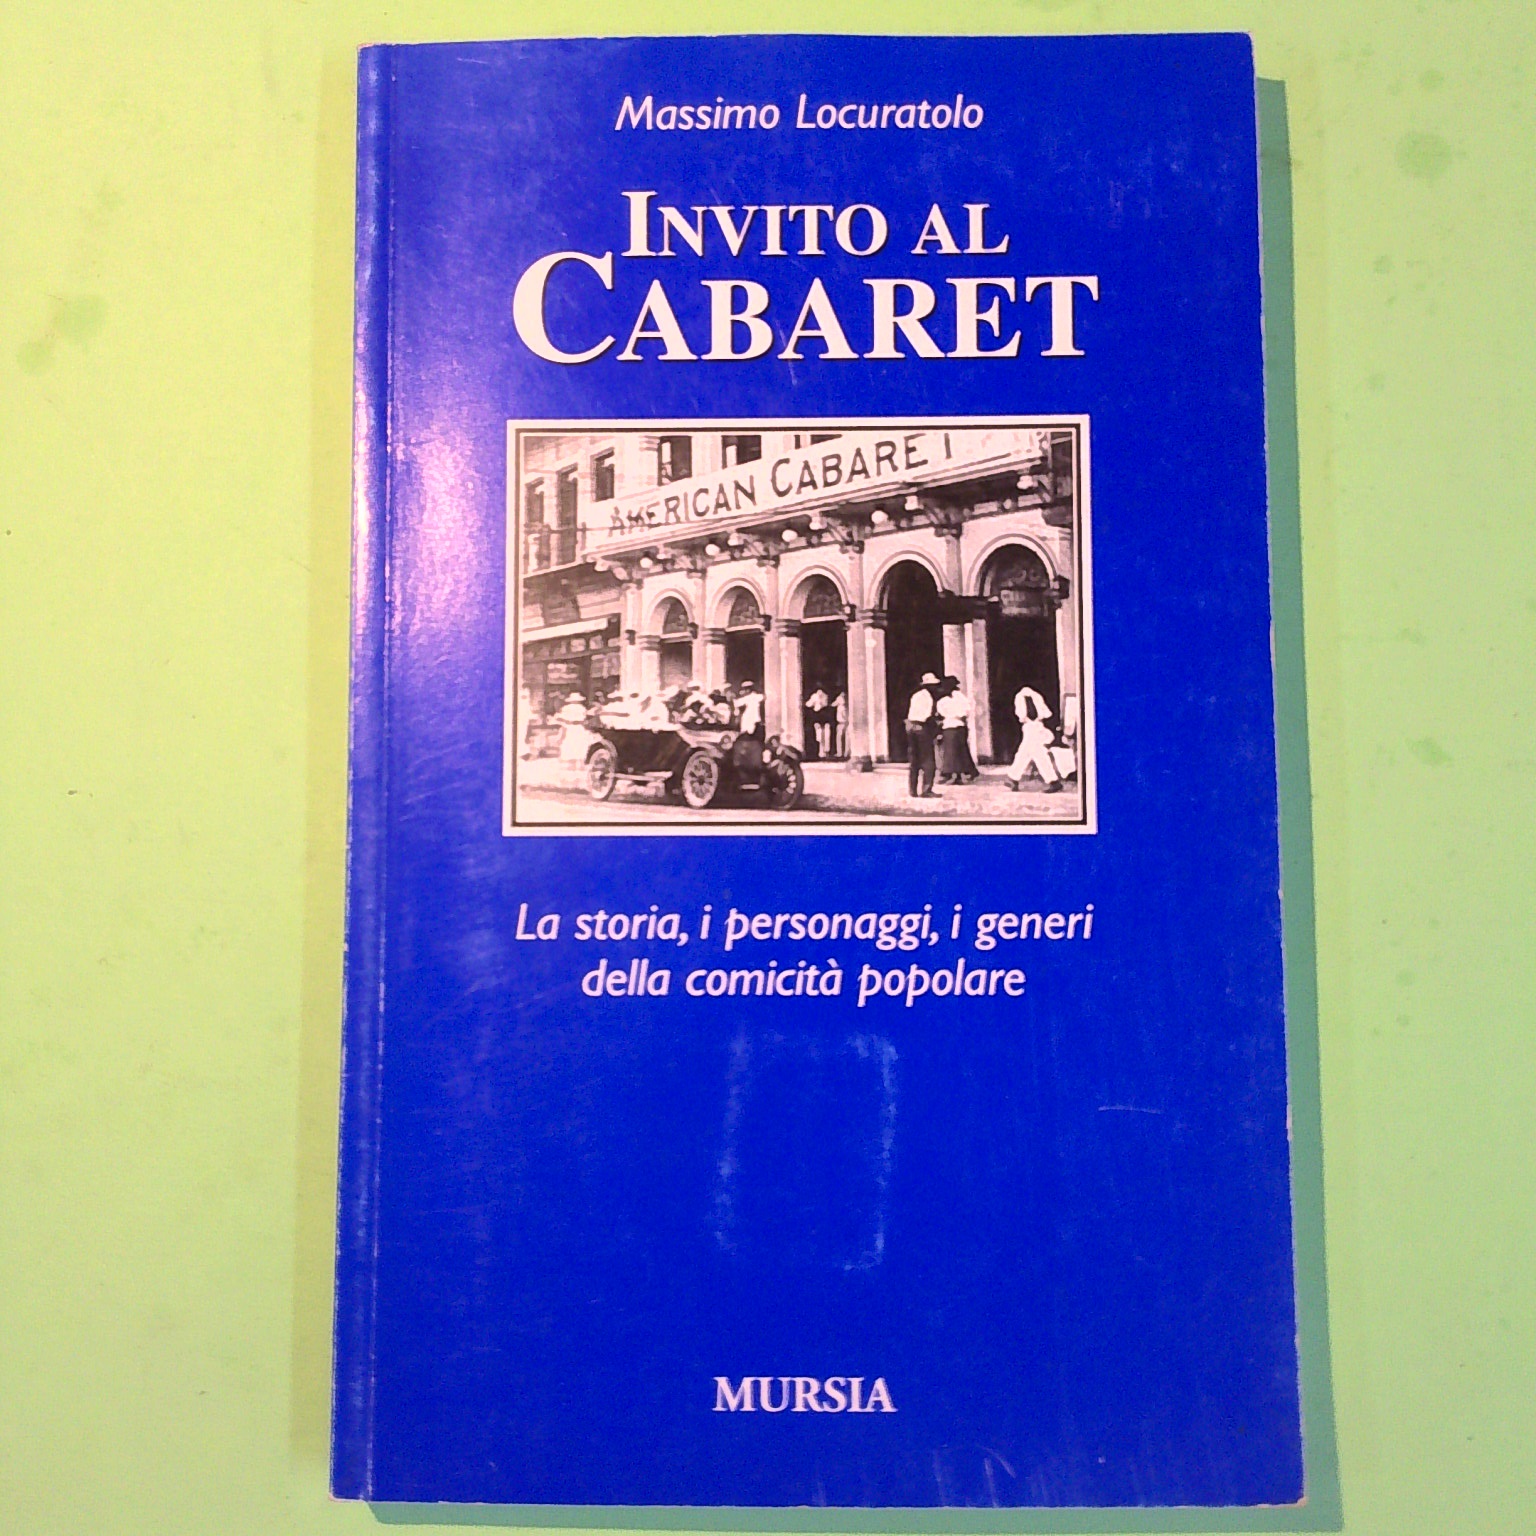 Massimo Locuratolo
INVITO AL
CABARET
AMERICAN CABARET
La storia, i personaggi, i generi
della comicità popolare
MURSIA